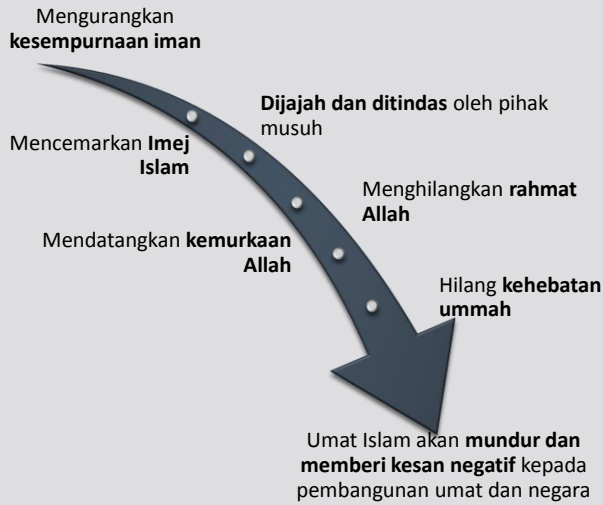 Mengurangkan
kesempurnaan iman
Dijajah dan ditindas oleh pihak
musuh
Mencemarkan Imej
Islam
Menghilangkan rahmat
Allah
Mendatangkan kemurkaan
Allah
Hilang kehebatan
ummah
Umat Islam akan mundur dan
memberi kesan negatif kepada
pembangunan umat dan negara